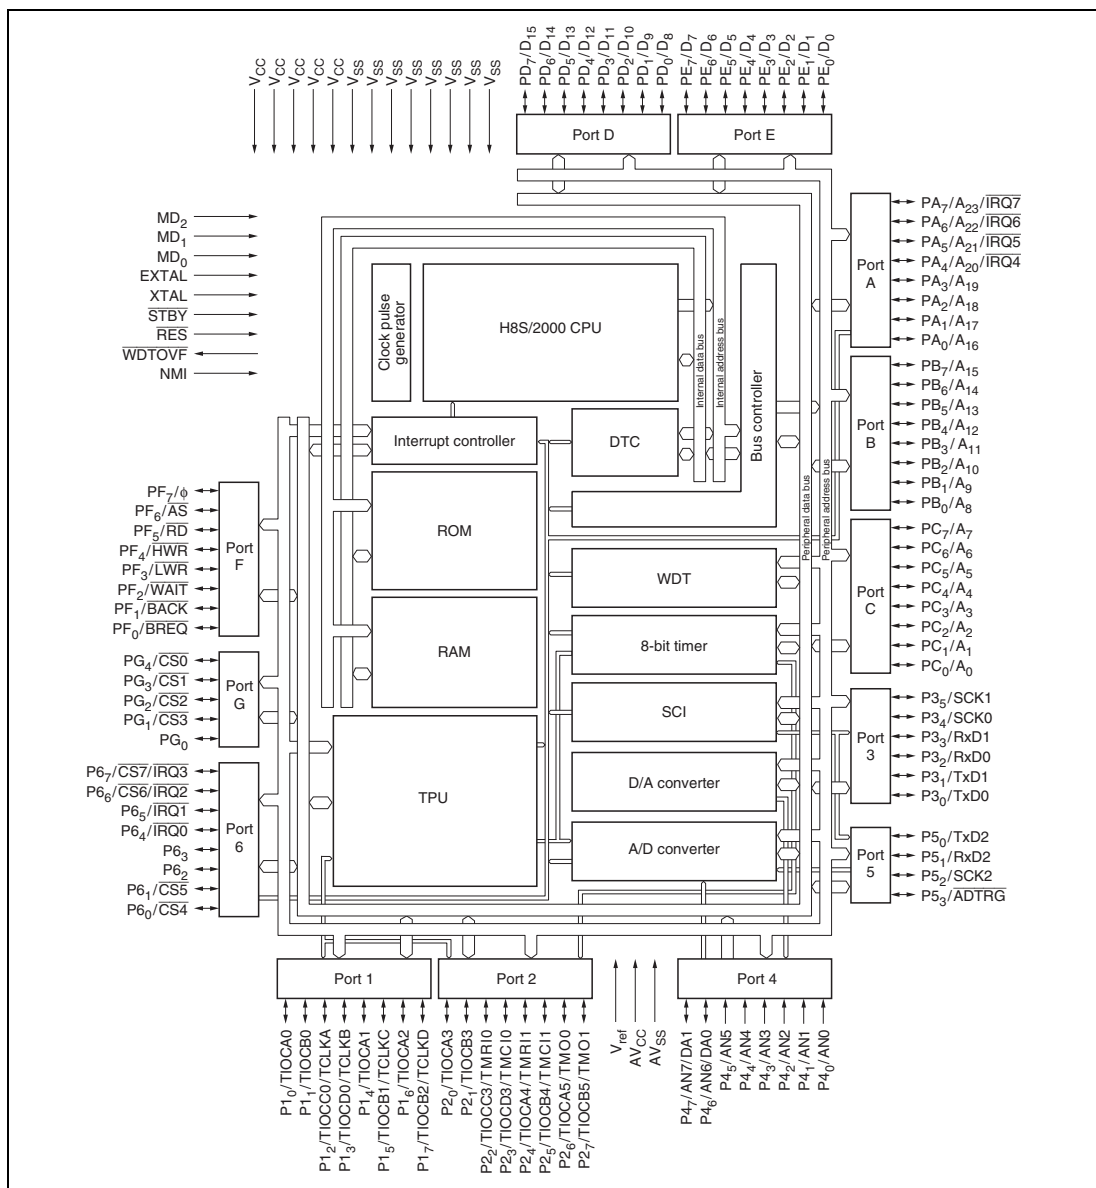 VCC
VCC
VCC
VCC
VCC
VSS
VSS
VSS
VSS
VSS
VSS
VSS
VSS
PD7/D15
PD6/D14
PD5/D13
PD4/D12
PD3/D11
PD2/D10
PD1/D9
PD0/D8
PE7/D7
PE6/D6
PE5/D5
PE4/D4
PE3/D3
PE2/D2
PE1/D1
PE0/D0
Port D
Port E
MD2
MD1
MD0
EXTAL
XTAL
STBY
RES
WDTOVF
NMI
Clock pulse
generator
H8S/2000 CPU
Internal data bus
Internal address bus
Bus controller
Interrupt controller
DTC
ROM
RAM
TPU
WDT
8-bit timer
SCI
D/A converter
A/D converter
Peripheral data bus
Peripheral address bus
Port
A
PA7/A23/IRQ7
PA6/A22/IRQ6
PA5/A21/IRQ5
PA4/A20/IRQ4
PA3/A19
PA2/A18
PA1/A17
PA0/A16
Port
B
PB7/A15
PB6/A14
PB5/A13
PB4/A12
PB3/A11
PB2/A10
PB1/A9
PB0/A8
Port
C
PC7/A7
PC6/A6
PC5/A5
PC4/A4
PC3/A3
PC2/A2
PC1/A1
PC0/A0
Port
3
P35/SCK1
P34/SCK0
P33/RxD1
P32/RxD0
P31/TxD1
P30/TxD0
Port
5
P50/TxD2
P51/RxD2
P52/SCK2
P53/ADTRG
PF7/ϕ
PF6/AS
PF5/RD
PF4/HWR
PF3/LWR
PF2/WAIT
PF1/BACK
PF0/BREQ
Port
F
PG4/CS0
PG3/CS1
PG2/CS2
PG1/CS3
PG0
Port
G
P67/CS7/IRQ3
P66/CS6/IRQ2
P65/IRQ1
P64/IRQ0
P63
P62
P61/CS5
P60/CS4
Port
6
Port 1
Port 2
Port 4
P10/TIOCA0
P11/TIOCB0
P12/TIOCC0/TCLKA
P13/TIOCD0/TCLKB
P14/TIOCA1
P15/TIOCB1/TCLKC
P16/TIOCA2
P17/TIOCB2/TCLKD
P20/TIOCA3
P21/TIOCB3
P22/TIOCC3/TMRI0
P23/TIOCD3/TMCI0
P24/TIOCA4/TMRI1
P25/TIOCB4/TMCI1
P26/TIOCA5/TMO0
P27/TIOCB5/TMO1
Vref
AVCC
AVSS
P47/AN7/DA1
P46/AN6/DA0
P45/AN5
P44/AN4
P43/AN3
P42/AN2
P41/AN1
P40/AN0